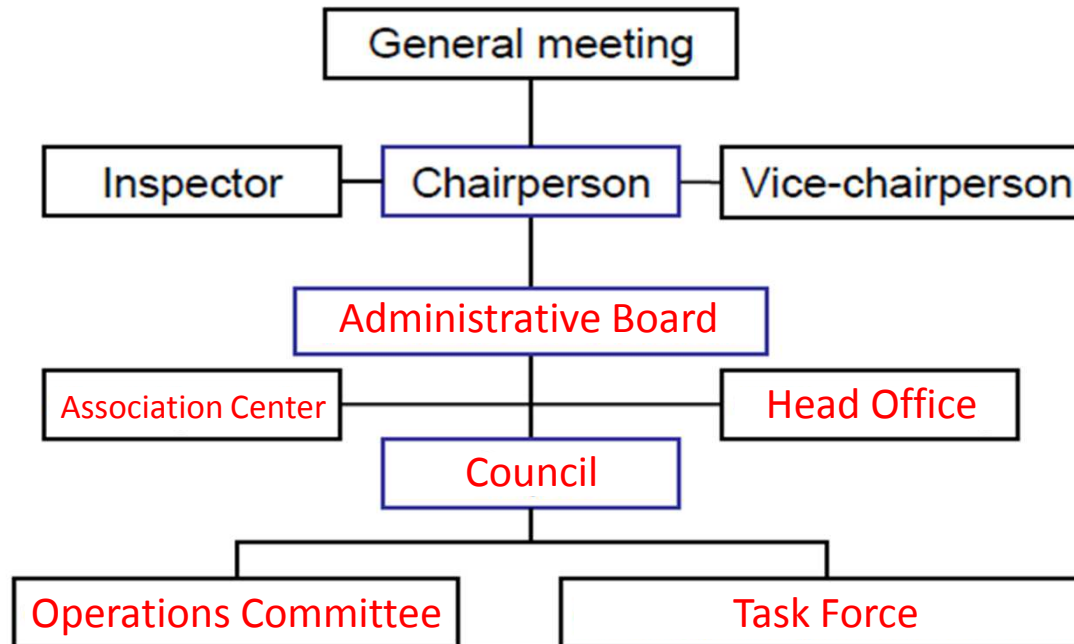 General meeting
Inspector
Chairperson
Vice-chairperson
Administrative Board
Association Center
Head Office
Council
Operations Committee
Task Force